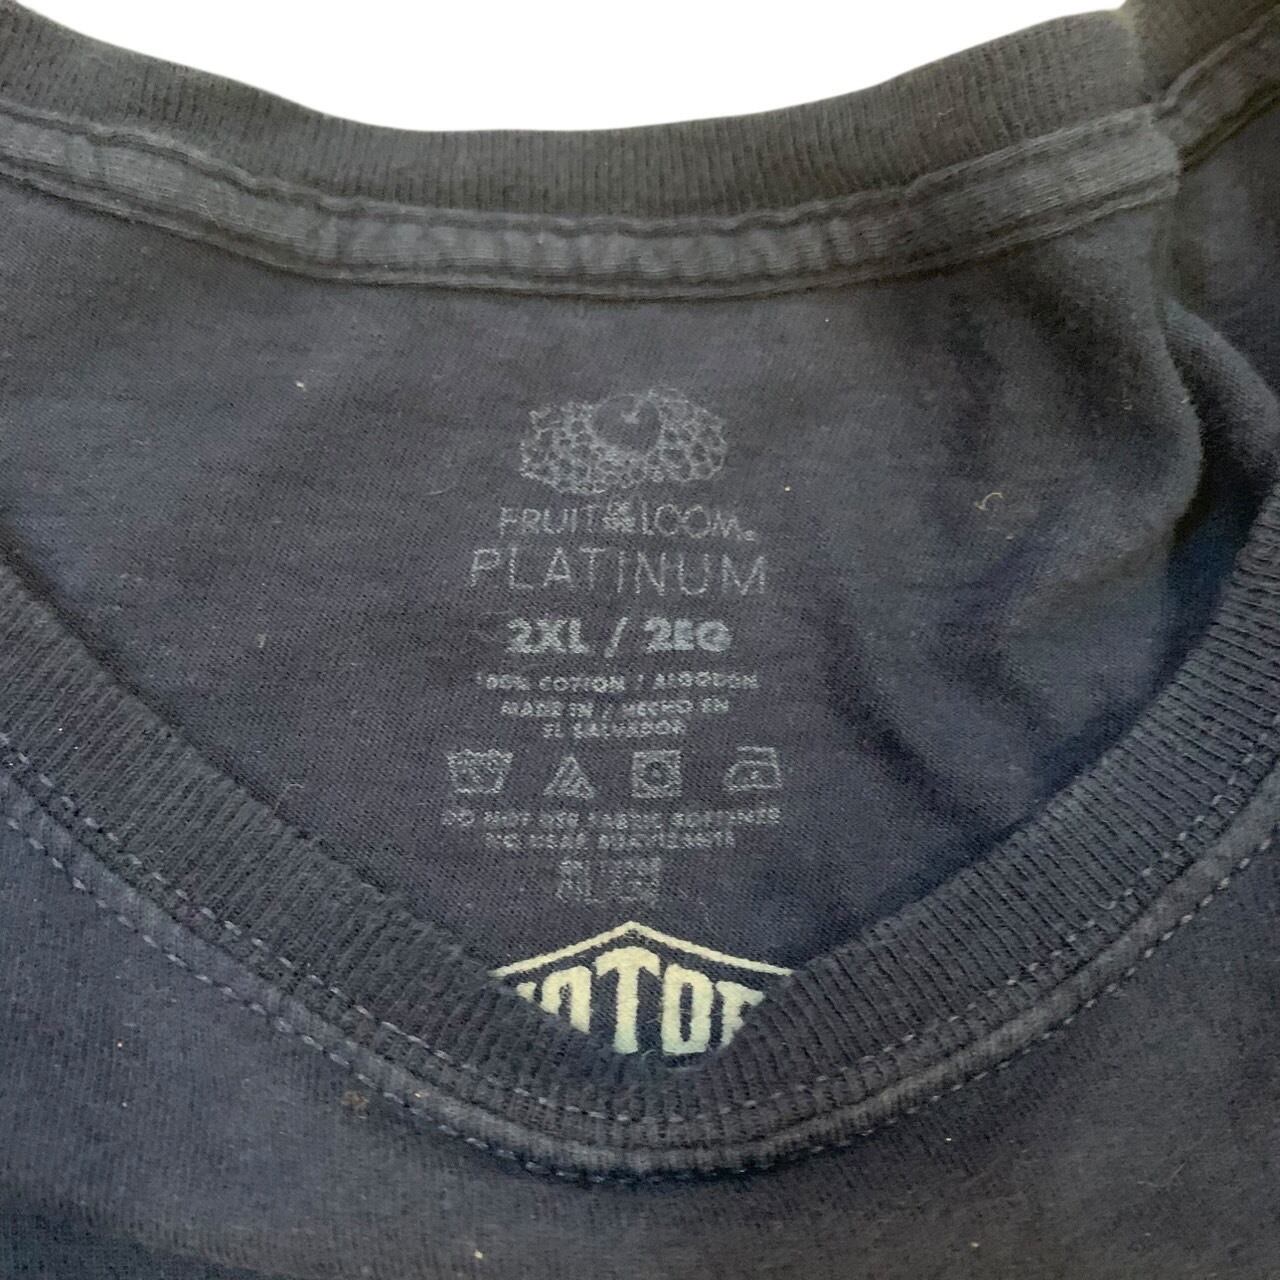 FRUIT OF THE LOOM®
PLATINUM
2XL / 2EG
100% COTTON / ALGODÓN
MADE IN / HECHO EN
EL SALVADOR
DO NOT USE FABRIC SOFTENER
NO USAR SUAVIZANTE